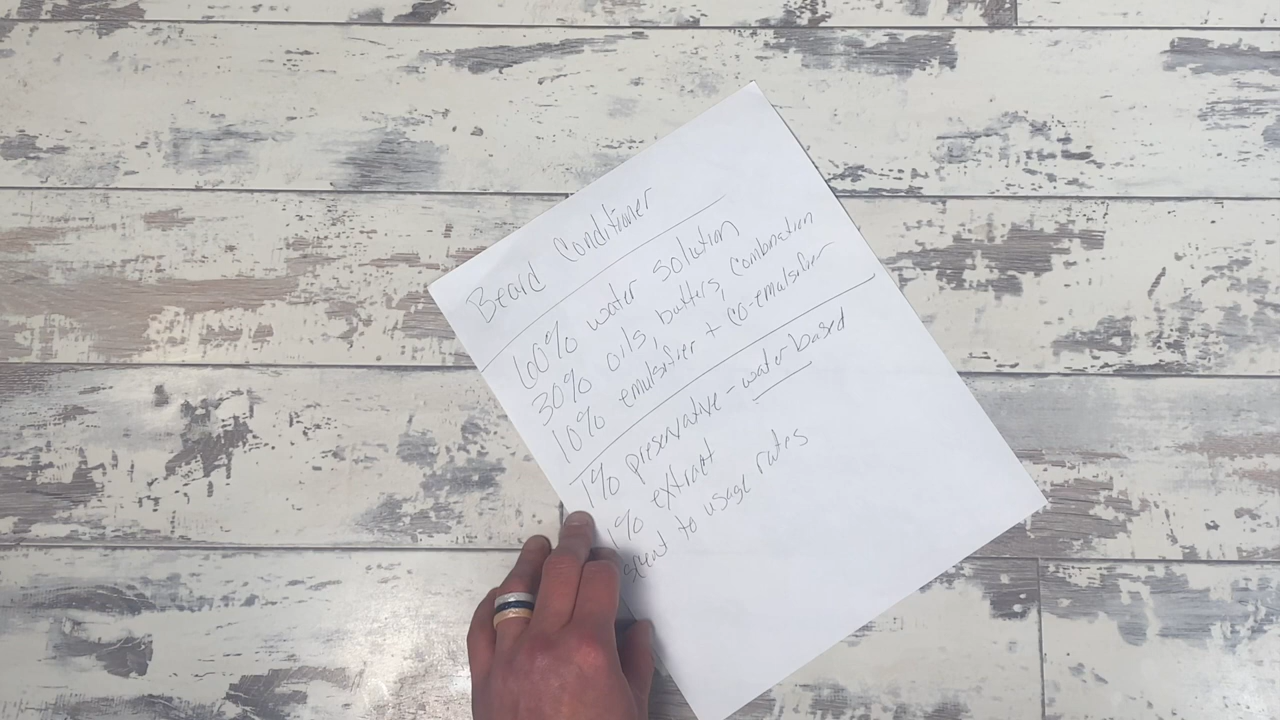 Beard Conditioner
60% water solution
30% oils, butters, combination
10% emulsifier + co-emulsifier
1% preservative - water based
1% extract
scent to usage rates